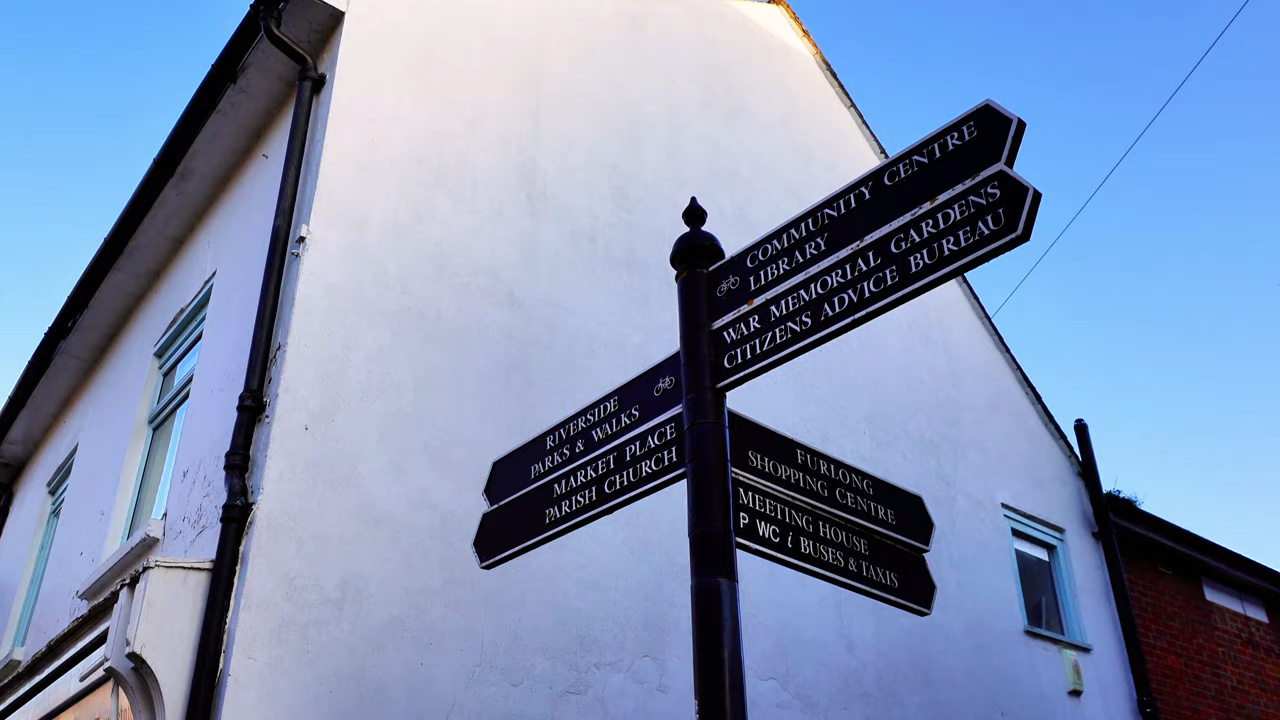 COMMUNITY CENTRE
LIBRARY
WAR MEMORIAL GARDENS
CITIZENS ADVICE BUREAU
RIVERSIDE
PARKS & WALKS
MARKET PLACE
PARISH CHURCH
FURLONG
SHOPPING CENTRE
MEETING HOUSE
P WC i BUSES & TAXIS